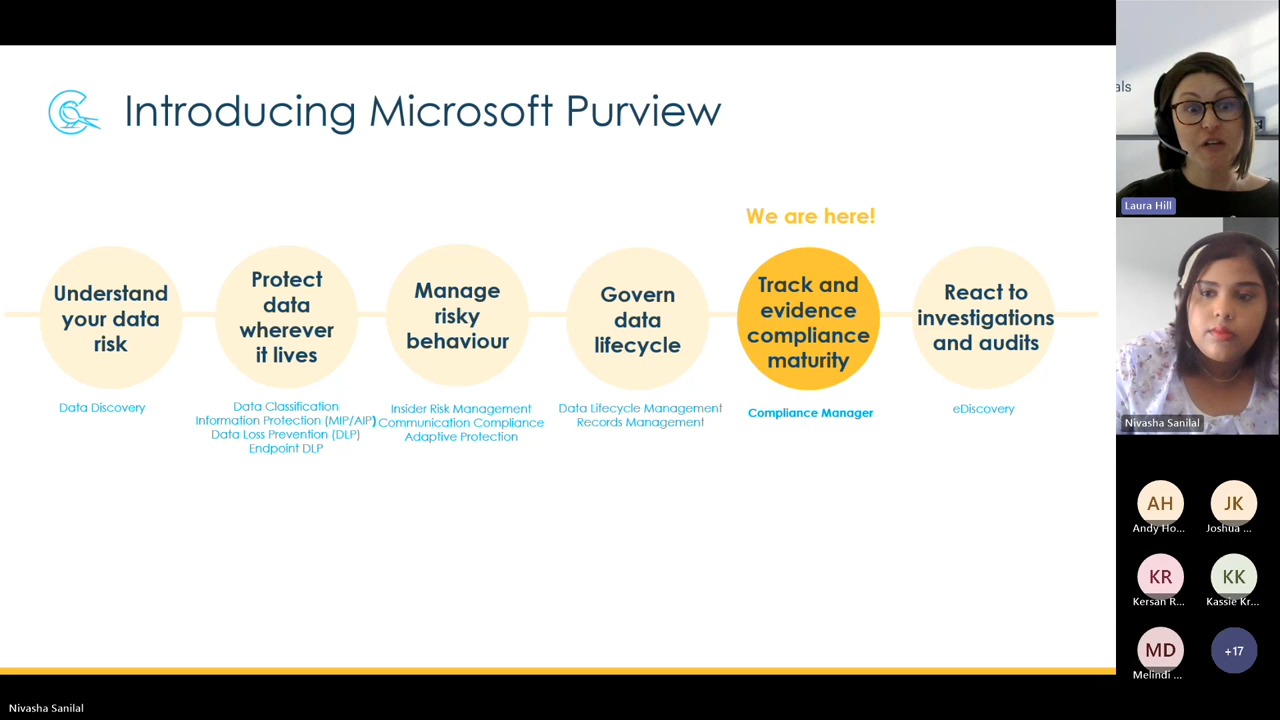 Introducing Microsoft Purview
We are here!
Understand
your data
risk
Data Discovery
Protect
data
wherever
it lives
Data Classification
Information Protection (MIP/AIP)
Data Loss Prevention (DLP)
Endpoint DLP
Manage
risky
behaviour
Insider Risk Management
Communication Compliance
Adaptive Protection
Govern
data
lifecycle
Data Lifecycle Management
Records Management
Track and
evidence
compliance
maturity
Compliance Manager
React to
investigations
and audits
eDiscovery
als
Laura Hill
Nivasha Sanilal
AH
JK
Andy Ho...
Joshua ...
KR
KK
Kersan R...
Kassie Kr...
MD
+17
Melindi ...
Nivasha Sanilal